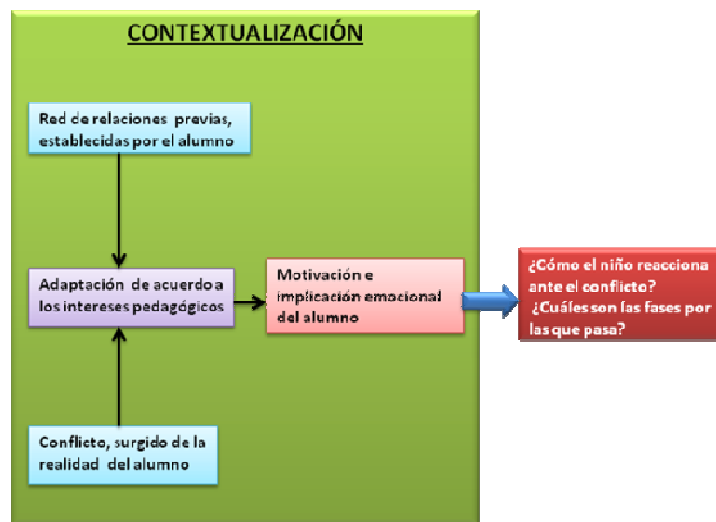 CONTEXTUALIZACIÓN
Red de relaciones previas,
establecidas por el alumno
Adaptación de acuerdo a
los intereses pedagógicos
Motivación e
implicación emocional
del alumno
¿Cómo el niño reacciona
ante el conflicto?
¿Cuáles son las fases por
las que pasa?
Conflicto, surgido de la
realidad del alumno